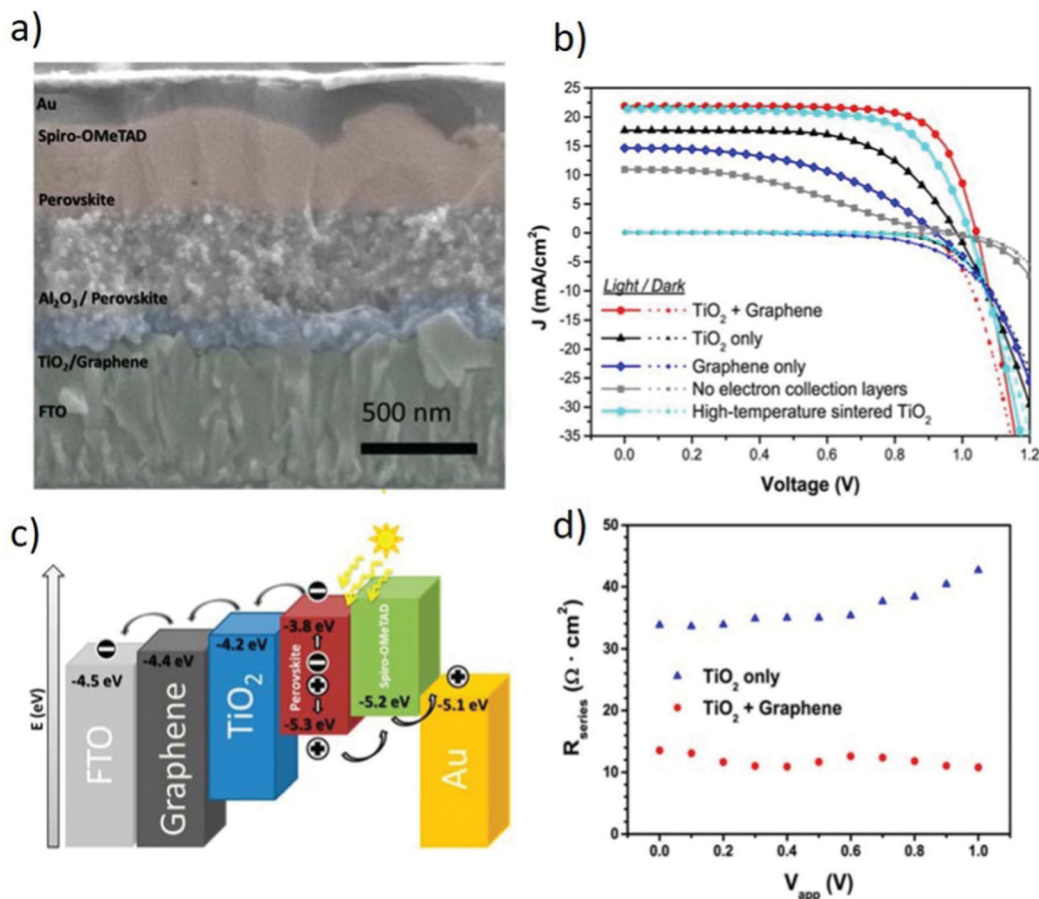 a)
Au
Spiro-OMeTAD
Perovskite
Al₂O₃ / Perovskite
TiO₂/Graphene
FTO
500 nm
b)
25
20
15
10
5
0
-5
-10
-15
-20
-25
-30
-35
J (mA/cm²)
Light / Dark
TiO₂ + Graphene
TiO₂ only
Graphene only
No electron collection layers
High-temperature sintered TiO₂
0.0 0.2 0.4 0.6 0.8 1.0 1.2
Voltage (V)
c)
E (eV)
-4.5 eV
FTO
-4.4 eV
Graphene
-4.2 eV
TiO₂
-3.8 eV
Perovskite
-5.3 eV
Spiro-OMeTAD
-5.2 eV
-5.1 eV
Au
d)
50
40
30
20
10
0
R series (Ω · cm²)
TiO₂ only
TiO₂ + Graphene
0.0 0.2 0.4 0.6 0.8 1.0
V app (V)